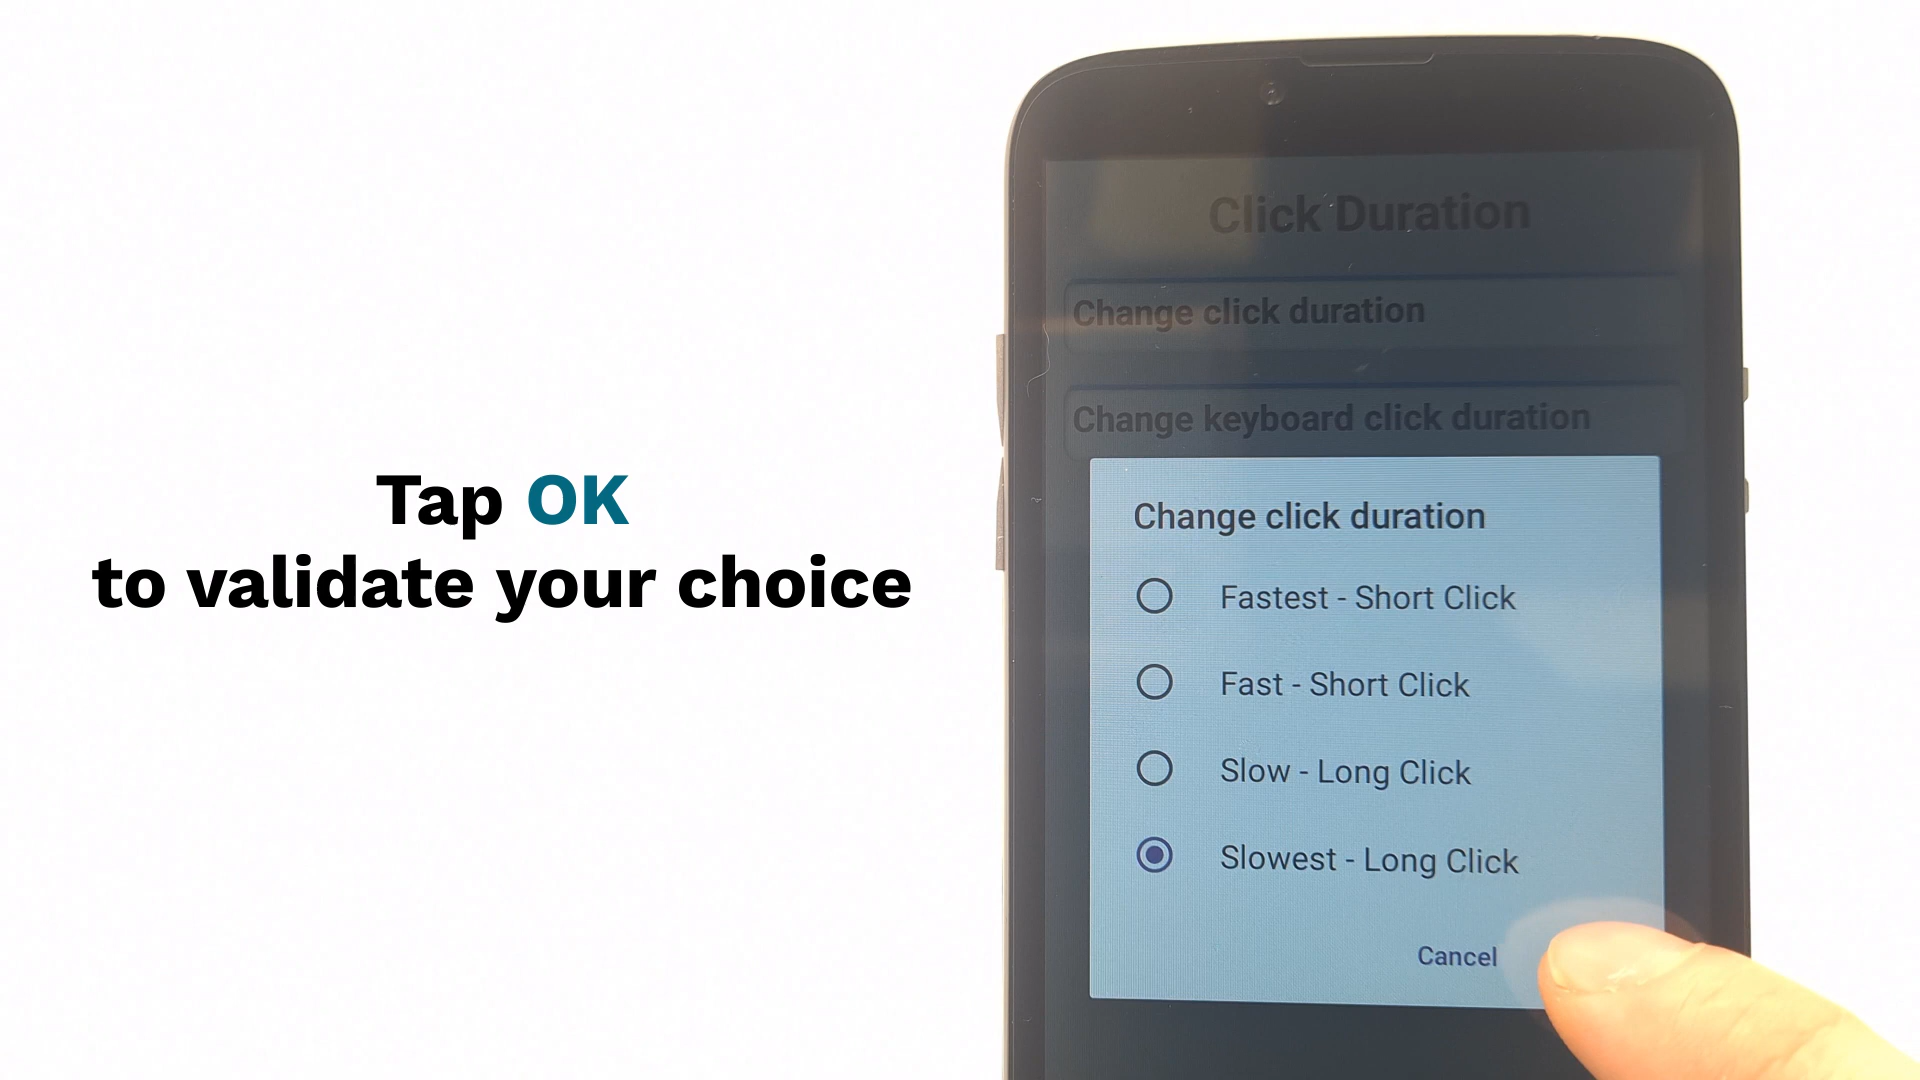 Tap OK
to validate your choice
Click Duration
Change click duration
Change keyboard click duration
Change click duration
Fastest - Short Click
Fast - Short Click
Slow - Long Click
Slowest - Long Click
Cancel